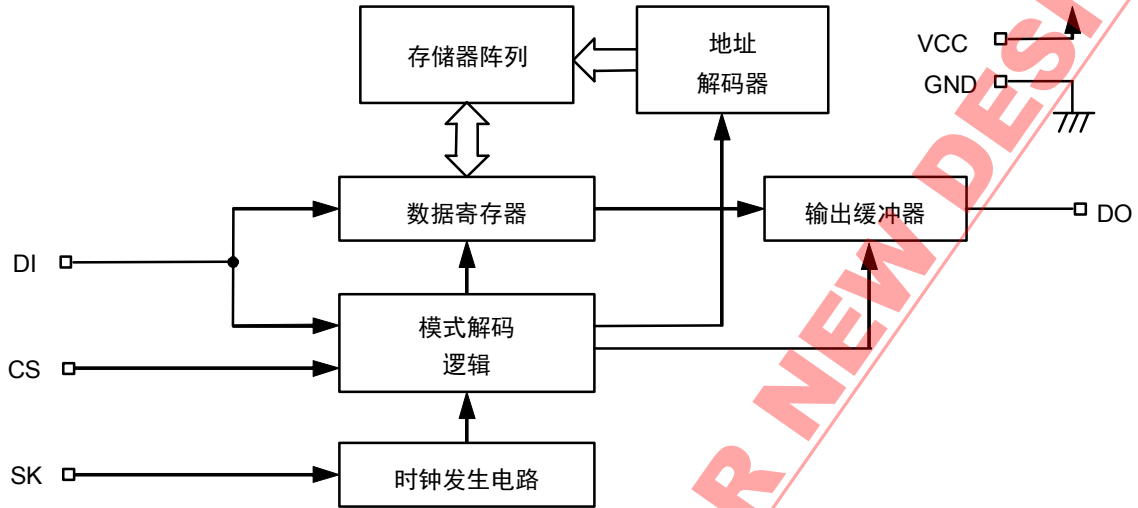 存储器阵列
地址
解码器
VCC
GND
数据寄存器
输出缓冲器
DO
DI
模式解码
逻辑
CS
SK
时钟发生电路
R NEW DESI